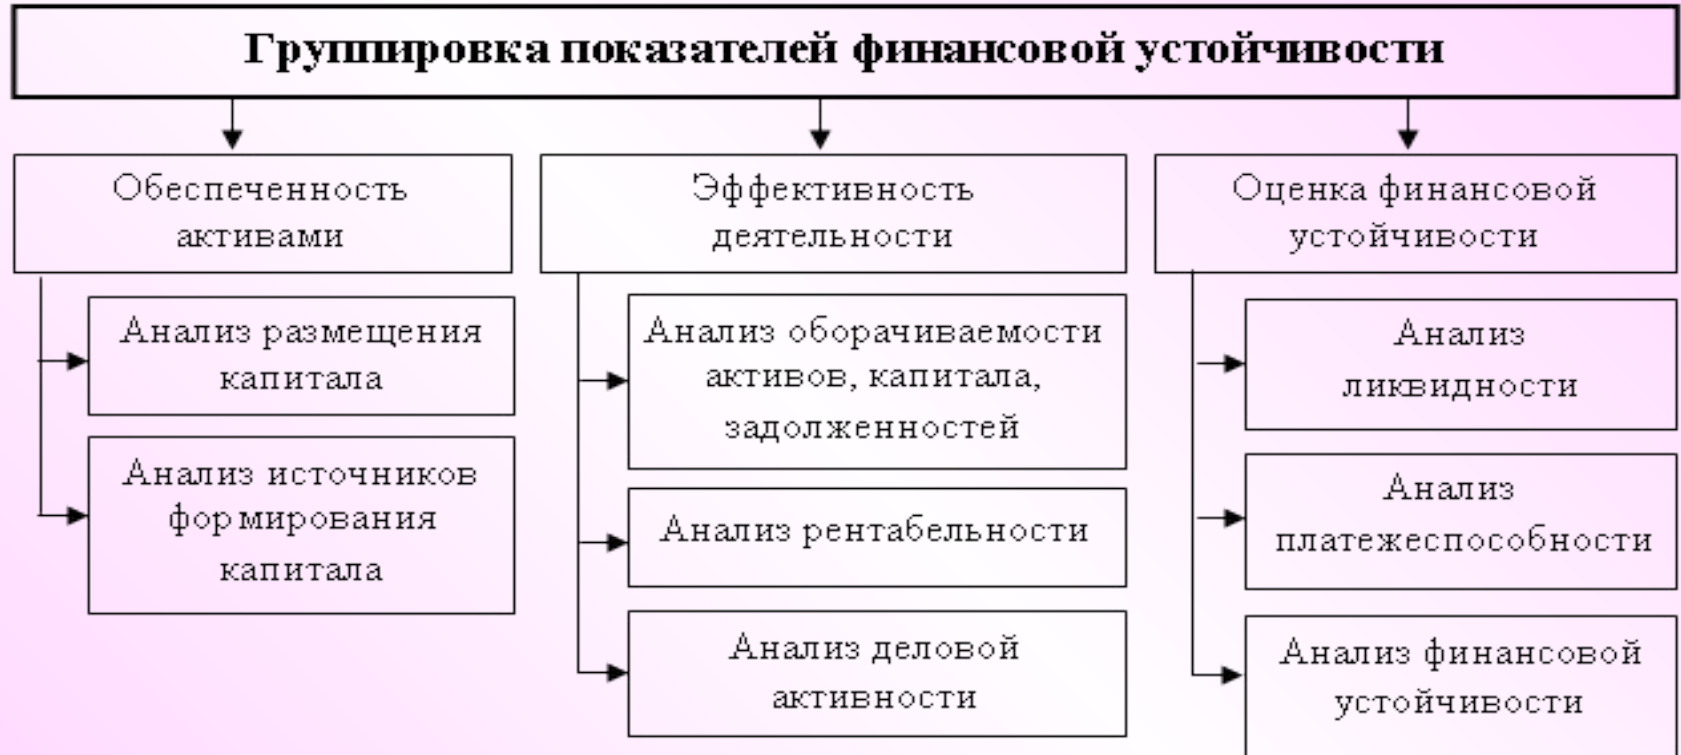 Группировка показателей финансовой устойчивости
Обеспеченность
активами
Анализ размещения
капитала
Анализ источников
формирования
капитала
Эффективность
деятельности
Анализ оборачиваемости
активов, капитала,
задолженностей
Анализ рентабельности
Анализ деловой
активности
Оценка финансовой
устойчивости
Анализ
ликвидности
Анализ
платежеспособности
Анализ финансовой
устойчивости